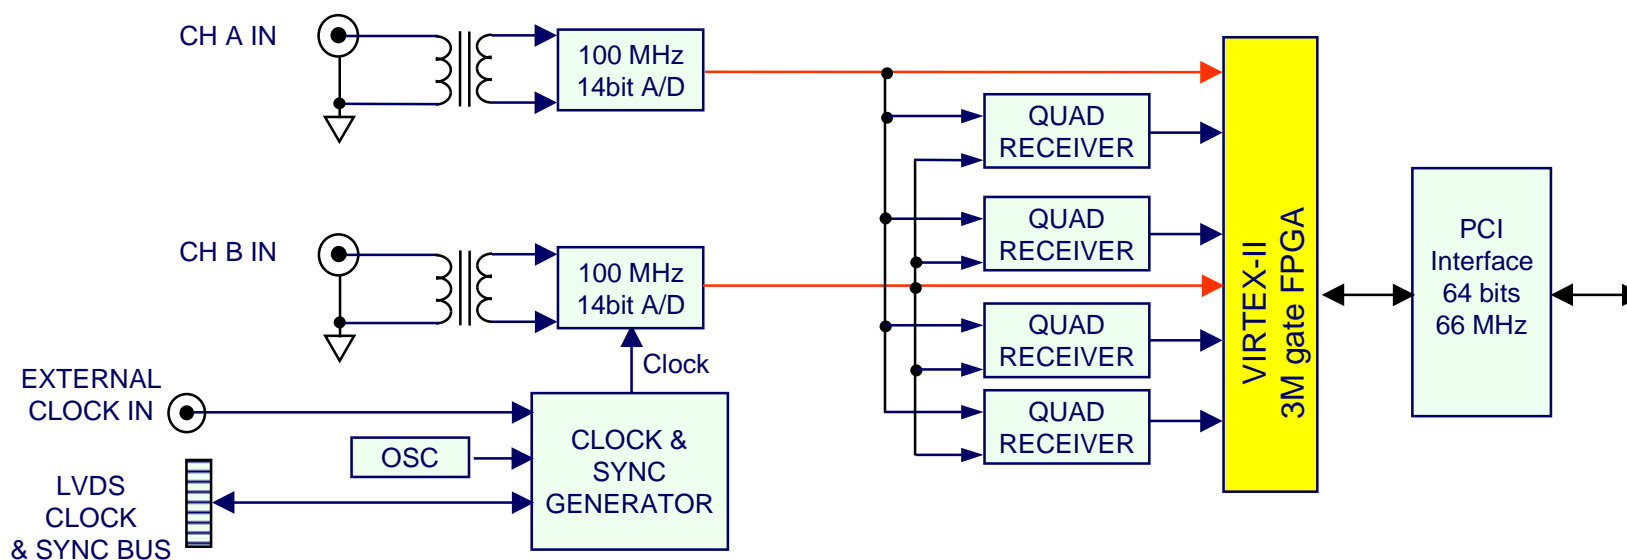 CH A IN
100 MHz
14bit A/D
QUAD
RECEIVER
QUAD
RECEIVER
CH B IN
100 MHz
14bit A/D
QUAD
RECEIVER
QUAD
RECEIVER
VIRTEX-II
3M gate FPGA
PCI
Interface
64 bits
66 MHz
Clock
EXTERNAL
CLOCK IN
OSC
CLOCK &
SYNC
GENERATOR
LVDS
CLOCK
& SYNC BUS